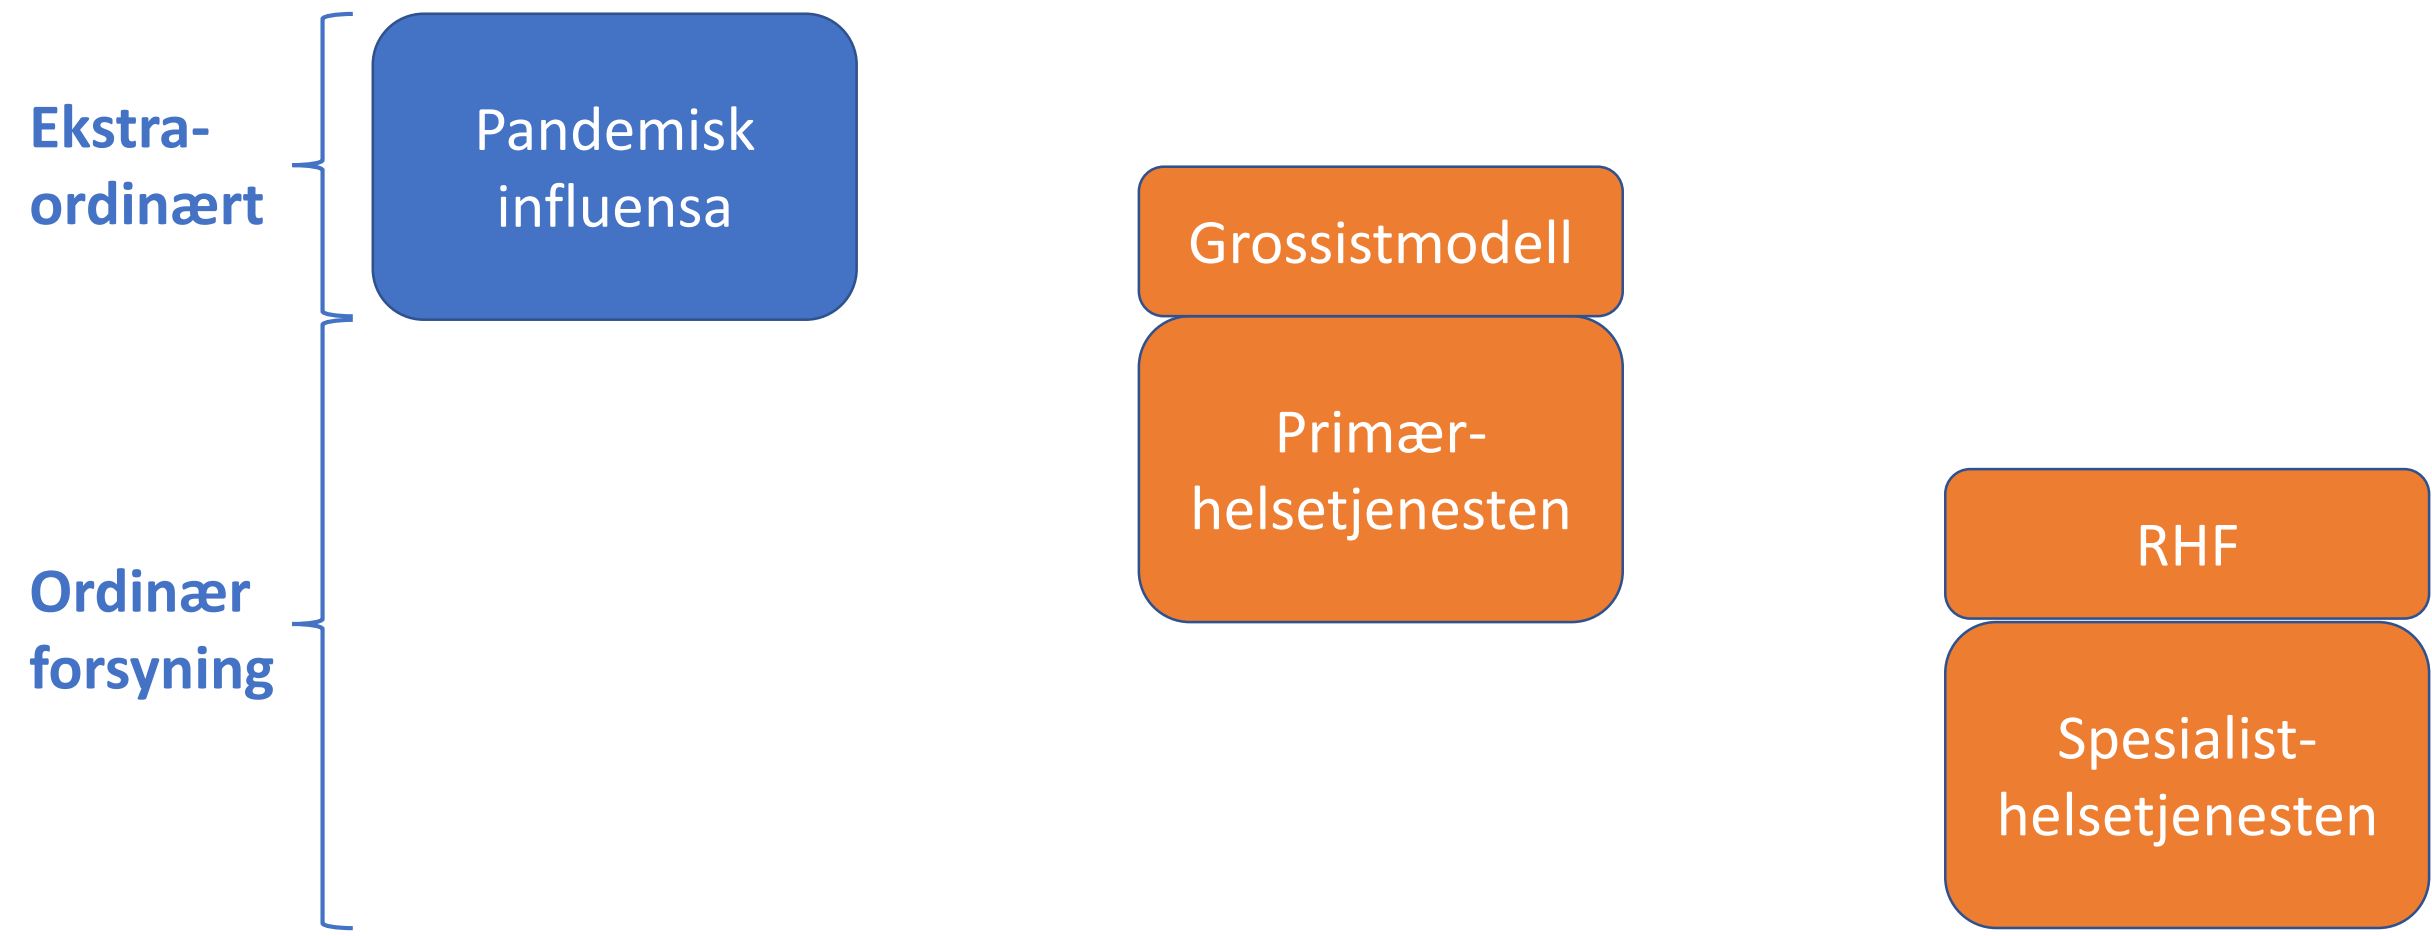 Ekstra-
ordinært
Pandemisk
influensa
Grossistmodell
Primær-
helsetjenesten
Ordinær
forsyning
RHF
Spesialist-
helsetjenesten